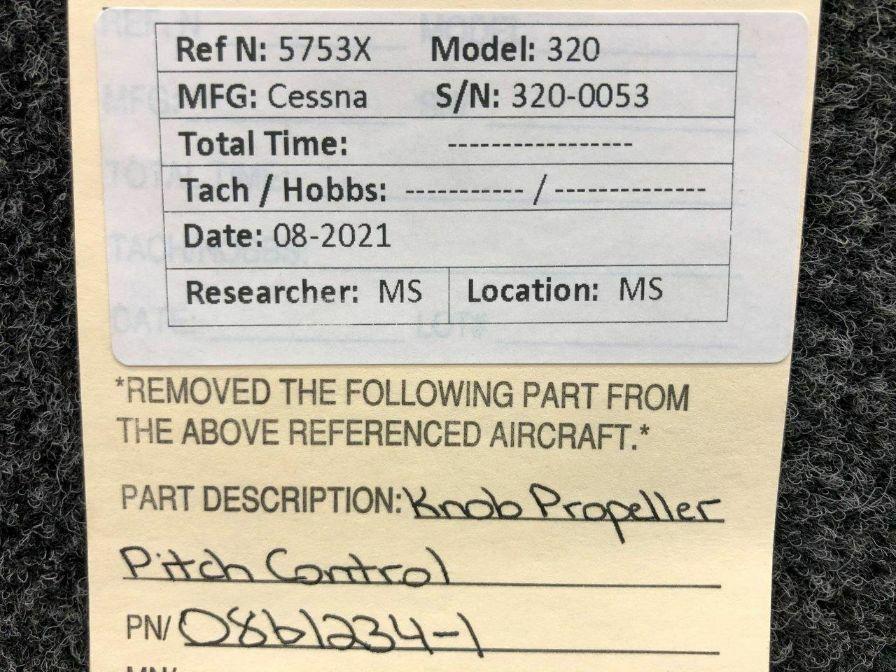 Ref N: 5753X Model: 320
MFG: Cessna S/N: 320-0053
Total Time: ----------------
Tach / Hobbs: ----------- / --------------
Date: 08-2021
Researcher: MS Location: MS
*REMOVED THE FOLLOWING PART FROM
THE ABOVE REFERENCED AIRCRAFT.*
PART DESCRIPTION: Knob Propeller
Pitch Control
PN/ 0861234-1